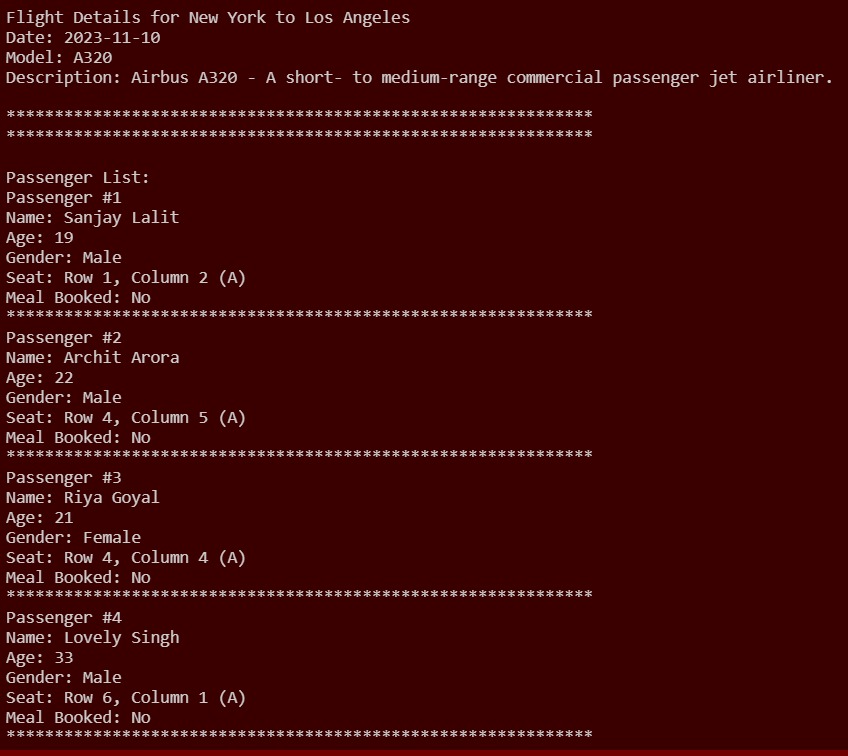 Flight Details for New York to Los Angeles
Date: 2023-11-10
Model: A320
Description: Airbus A320 - A short- to medium-range commercial passenger jet airliner.
*************************************************************
*************************************************************
Passenger List:
Passenger #1
Name: Sanjay Lalit
Age: 19
Gender: Male
Seat: Row 1, Column 2 (A)
Meal Booked: No
*************************************************************
Passenger #2
Name: Archit Arora
Age: 22
Gender: Male
Seat: Row 4, Column 5 (A)
Meal Booked: No
*************************************************************
Passenger #3
Name: Riya Goyal
Age: 21
Gender: Female
Seat: Row 4, Column 4 (A)
Meal Booked: No
*************************************************************
Passenger #4
Name: Lovely Singh
Age: 33
Gender: Male
Seat: Row 6, Column 1 (A)
Meal Booked: No
*************************************************************